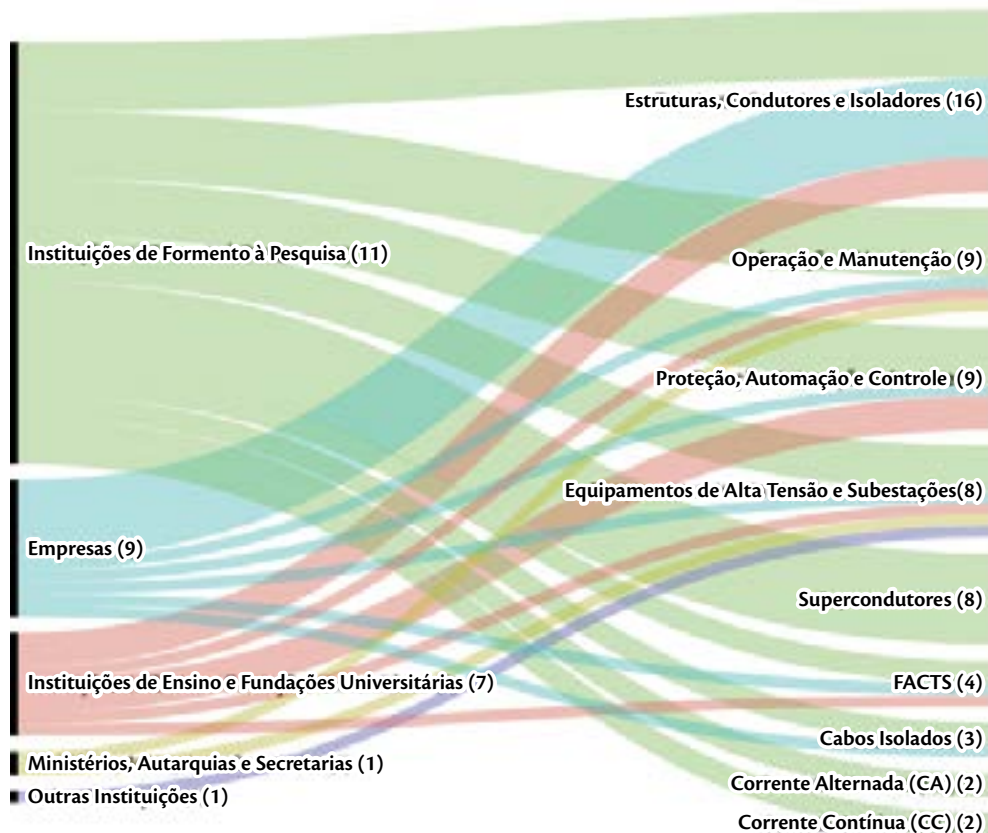 Instituições de Formento à Pesquisa (11)
Empresas (9)
Instituições de Ensino e Fundações Universitárias (7)
Ministérios, Autarquias e Secretarias (1)
Outras Instituições (1)
Estruturas, Condutores e Isoladores (16)
Operação e Manutenção (9)
Proteção, Automação e Controle (9)
Equipamentos de Alta Tensão e Subestações(8)
Supercondutores (8)
FACTS (4)
Cabos Isolados (3)
Corrente Alternada (CA) (2)
Corrente Contínua (CC) (2)